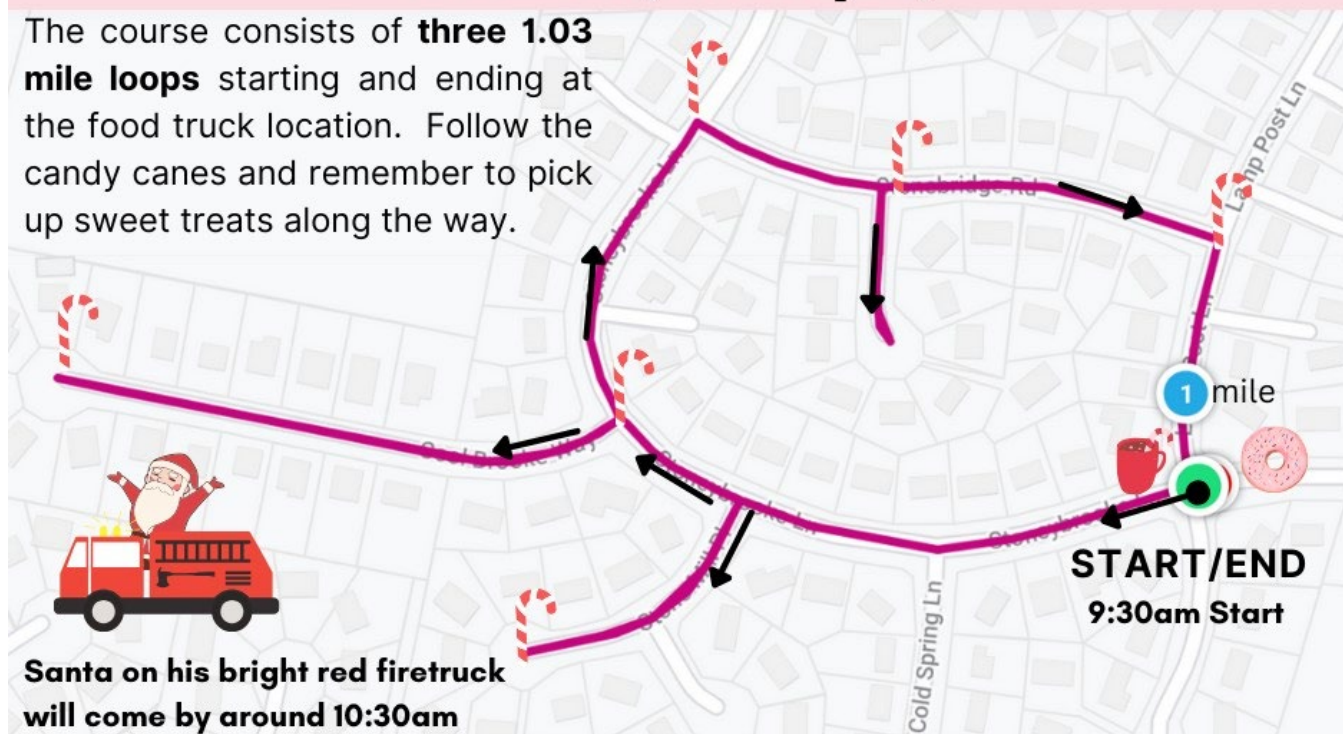 The course consists of three 1.03
mile loops starting and ending at
the food truck location. Follow the
candy canes and remember to pick
up sweet treats along the way.
Lamp Post Ln
Stonebridge Rd
1 mile
Cold Spring Ln
START/END
9:30am Start
Santa on his bright red firetruck
will come by around 10:30am